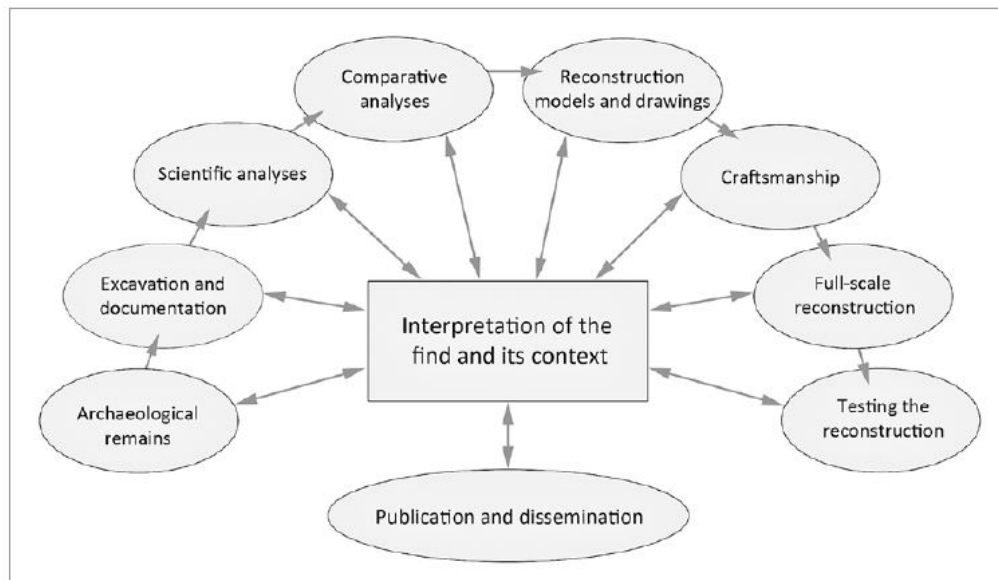 Comparative
analyses
Reconstruction
models and drawings
Scientific analyses
Craftsmanship
Excavation and
documentation
Full-scale
reconstruction
Interpretation of the
find and its context
Archaeological
remains
Testing the
reconstruction
Publication and dissemination